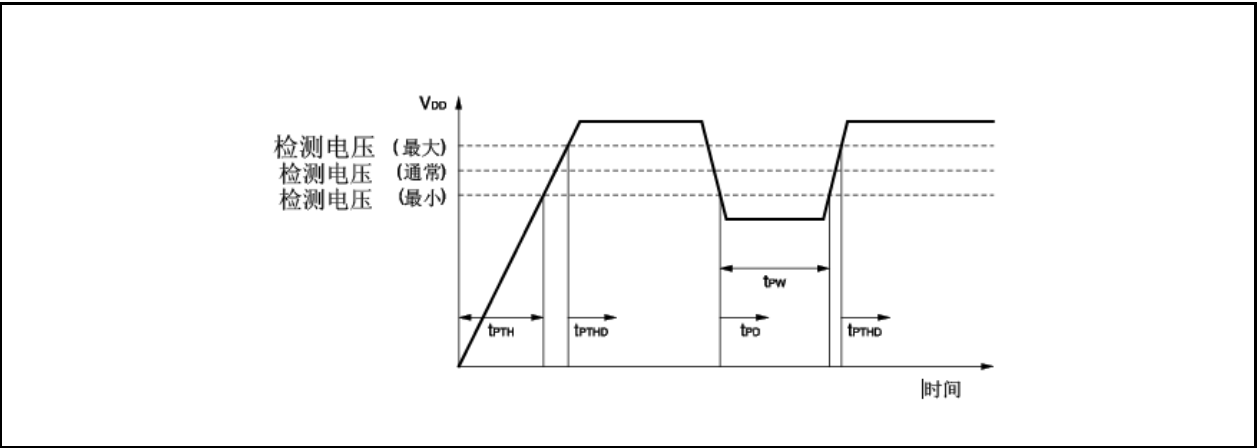 VDD
检测电压 (最大)
检测电压 (通常)
检测电压 (最小)
tPW
tPTH tPTHD tPD tPTHD
时间